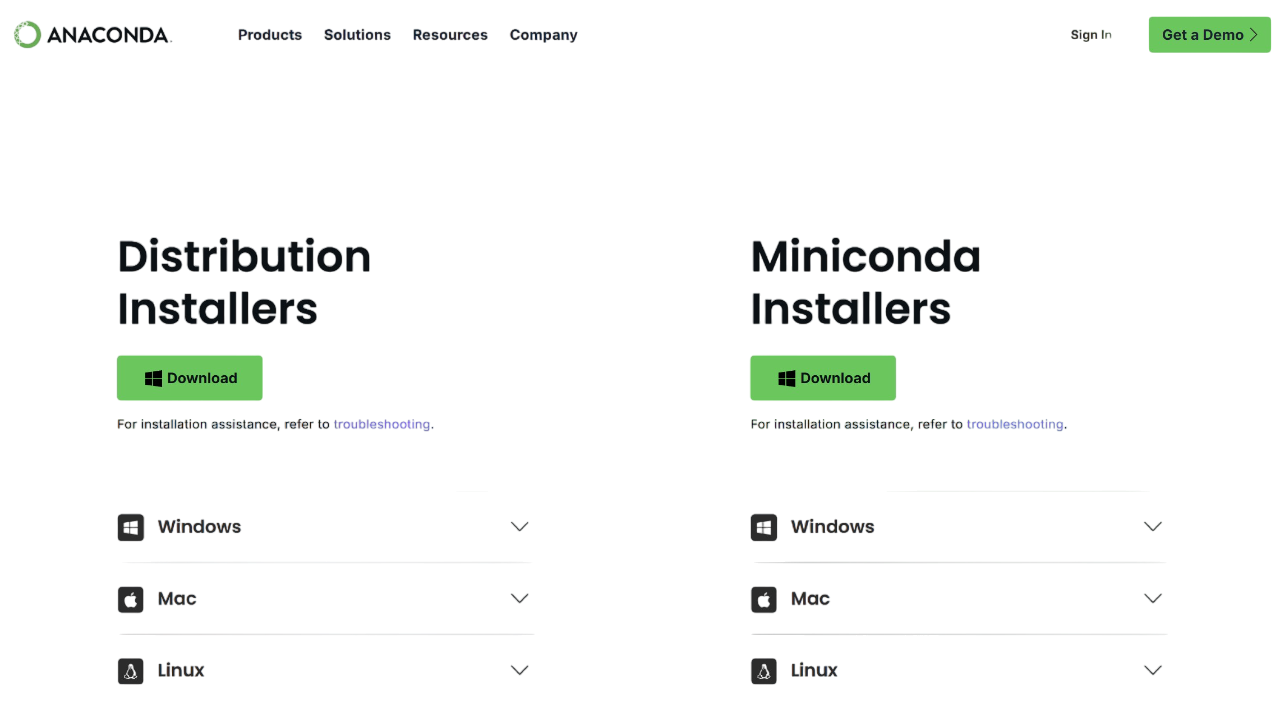 ANACONDA
Products Solutions Resources Company
Sign In
Get a Demo
Distribution
Installers
Download
For installation assistance, refer to troubleshooting.
Windows
Mac
Linux
Miniconda
Installers
Download
For installation assistance, refer to troubleshooting.
Windows
Mac
Linux